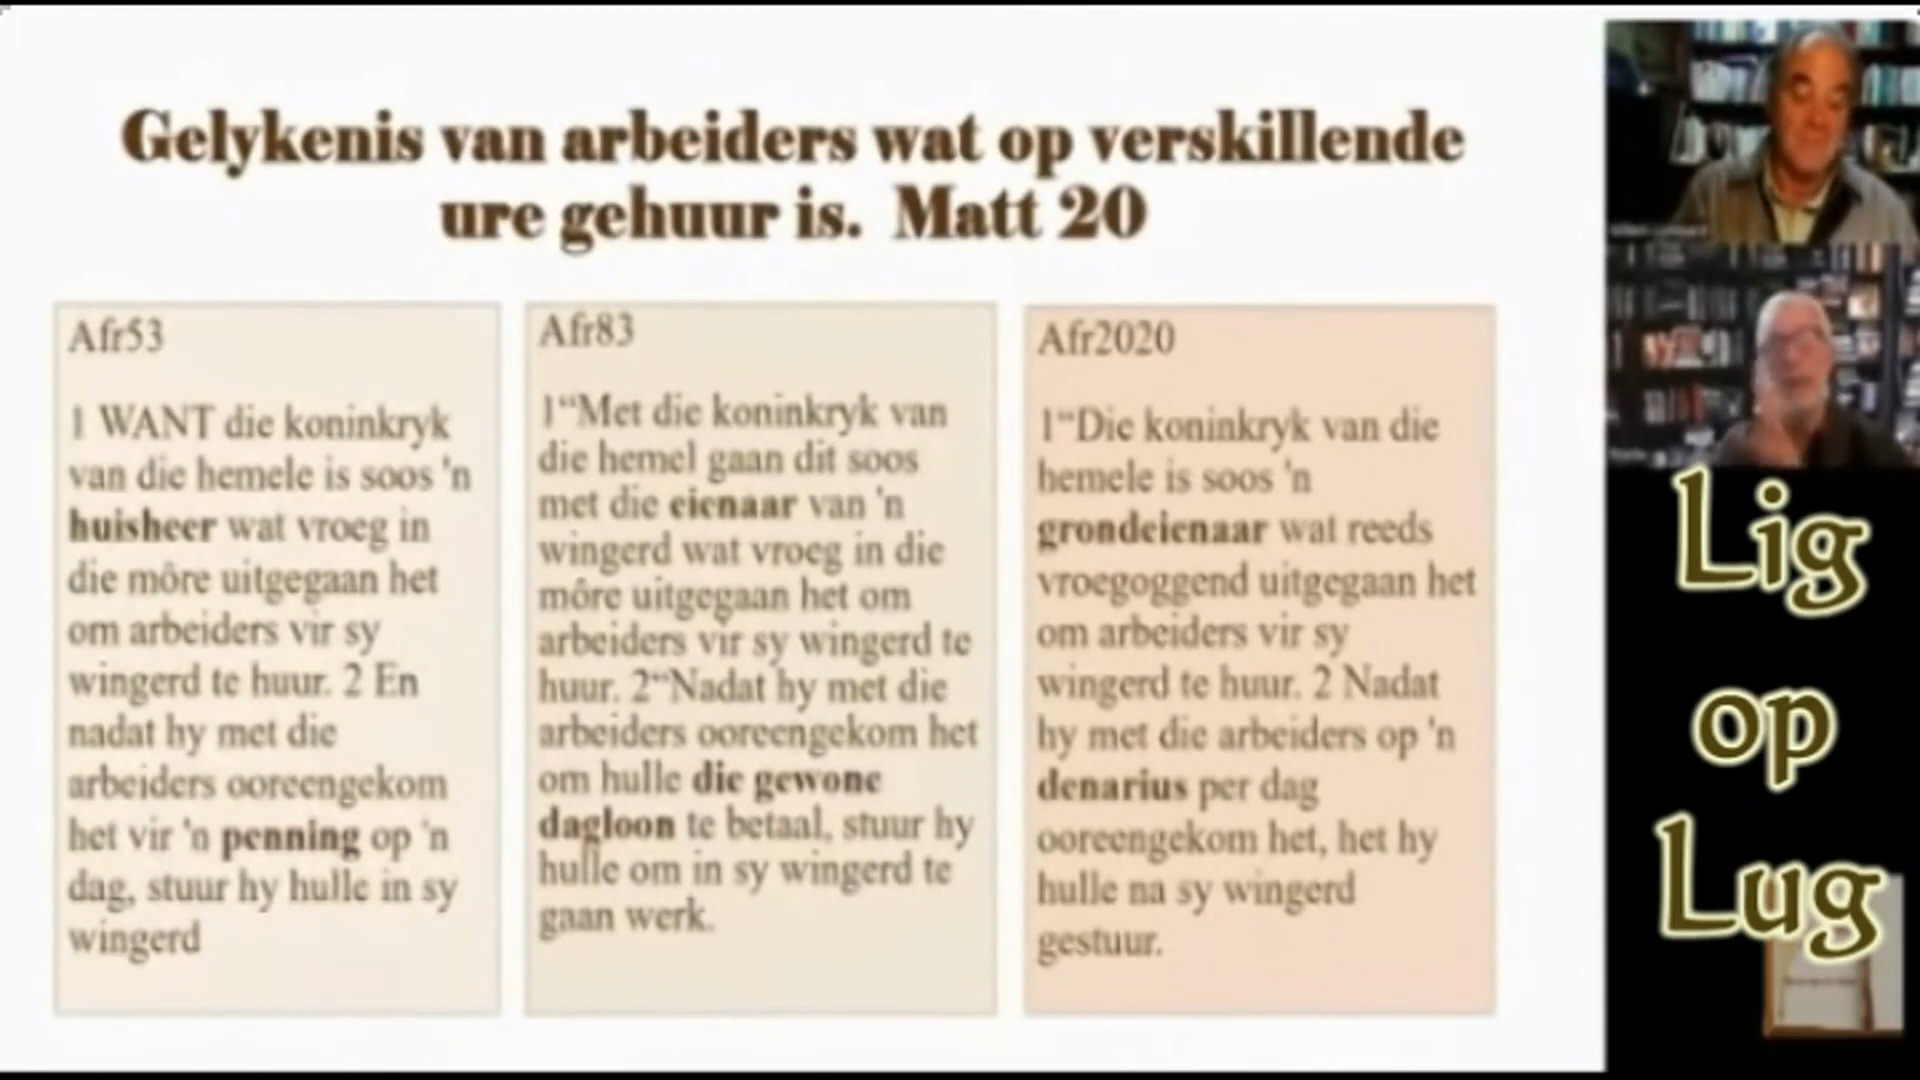 Gelykenis van arbeiders wat op verskillende
ure gehuur is. Matt 20
Afr53
1 WANT die koninkryk
van die hemele is soos 'n
huisheer wat vroeg in
die môre uitgegaan het
om arbeiders vir sy
wingerd te huur. 2 En
nadat hy met die
arbeiders ooreengekom
het vir 'n penning op 'n
dag, stuur hy hulle in sy
wingerd
Afr83
1“Met die koninkryk van
die hemel gaan dit soos
met die eienaar van 'n
wingerd wat vroeg in die
môre uitgegaan het om
arbeiders vir sy wingerd te
huur. 2“Nadat hy met die
arbeiders ooreengekom het
om hulle die gewone
dagloon te betaal, stuur hy
hulle om in sy wingerd te
gaan werk.
Afr2020
1“Die koninkryk van die
hemele is soos 'n
grondeienaar wat reeds
vroegoggend uitgegaan het
om arbeiders vir sy
wingerd te huur. 2 Nadat
hy met die arbeiders op 'n
denarius per dag
ooreengekom het, het hy
hulle na sy wingerd
gestuur.
Lig
op
Lug